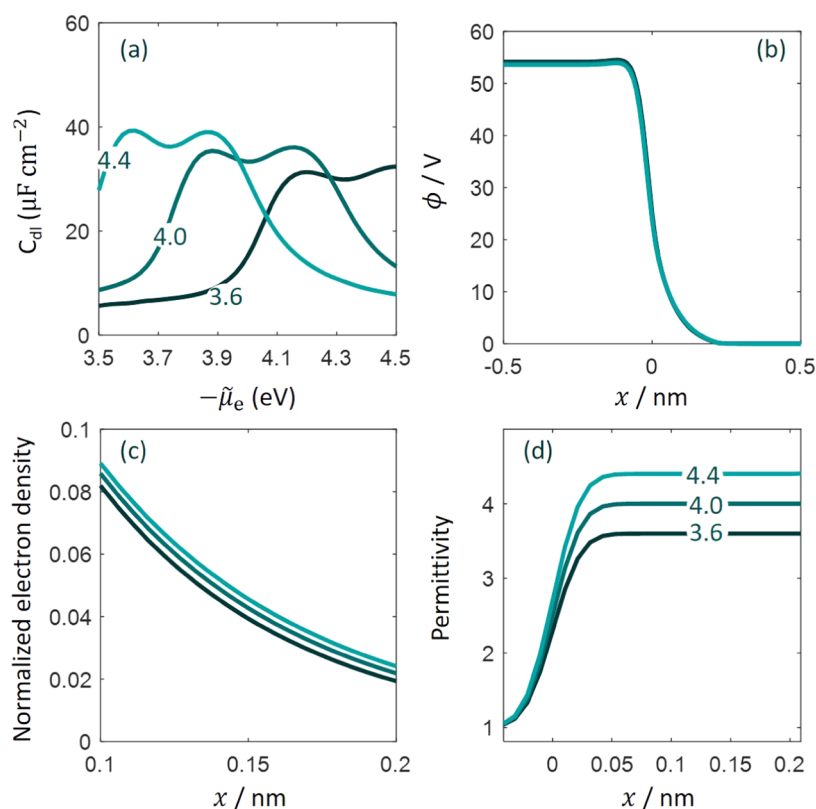 (a)
60
40
20
0
C_dl (µF cm⁻²)
4.4
4.0
3.6
3.5 3.7 3.9 4.1 4.3 4.5
−μ̃_e (eV)
(b)
60
50
40
30
20
10
0
ϕ / V
-0.5 0 0.5
x / nm
(c)
0.1
0.08
0.06
0.04
0.02
0
Normalized electron density
0.1 0.15 0.2
x / nm
(d)
4
3
2
1
Permittivity
4.4
4.0
3.6
0 0.05 0.1 0.15 0.2
x / nm